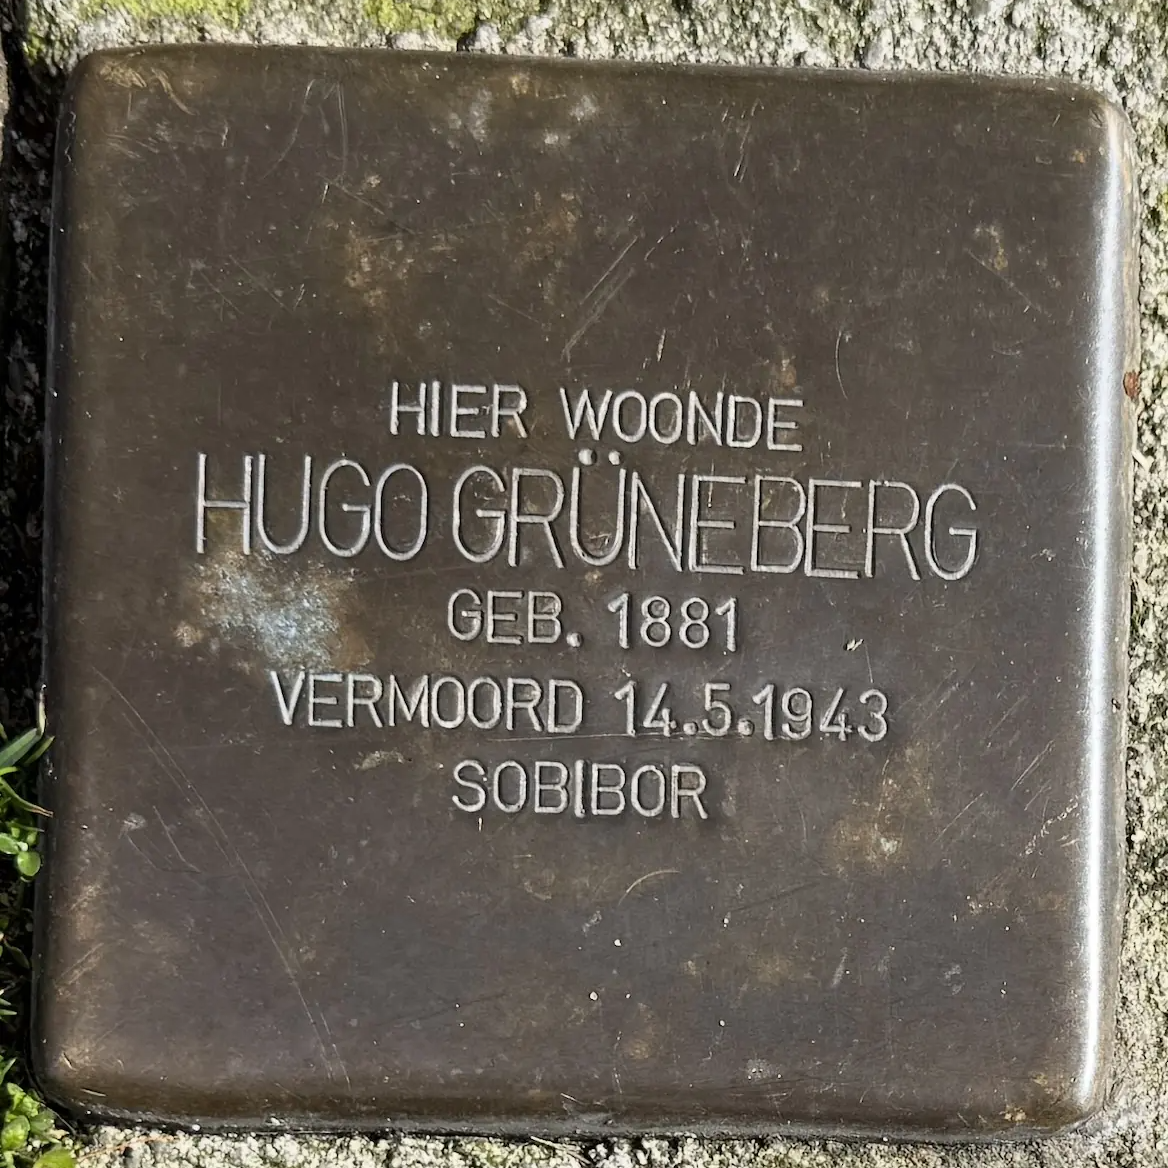 HIER WOONDE
HUGO GRÜNEBERG
GEB. 1881
VERMOORD 14.5.1943
SOBIBOR